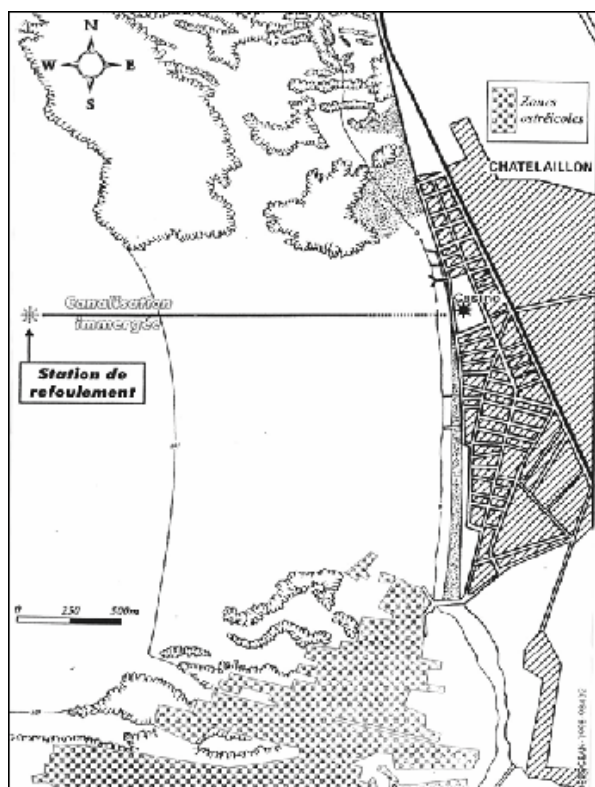 N
W E
S
Zones
ostréicoles
CHATELAILLON
Canalisation
immergée
Casino
Station de
refoulement
0 250 500m